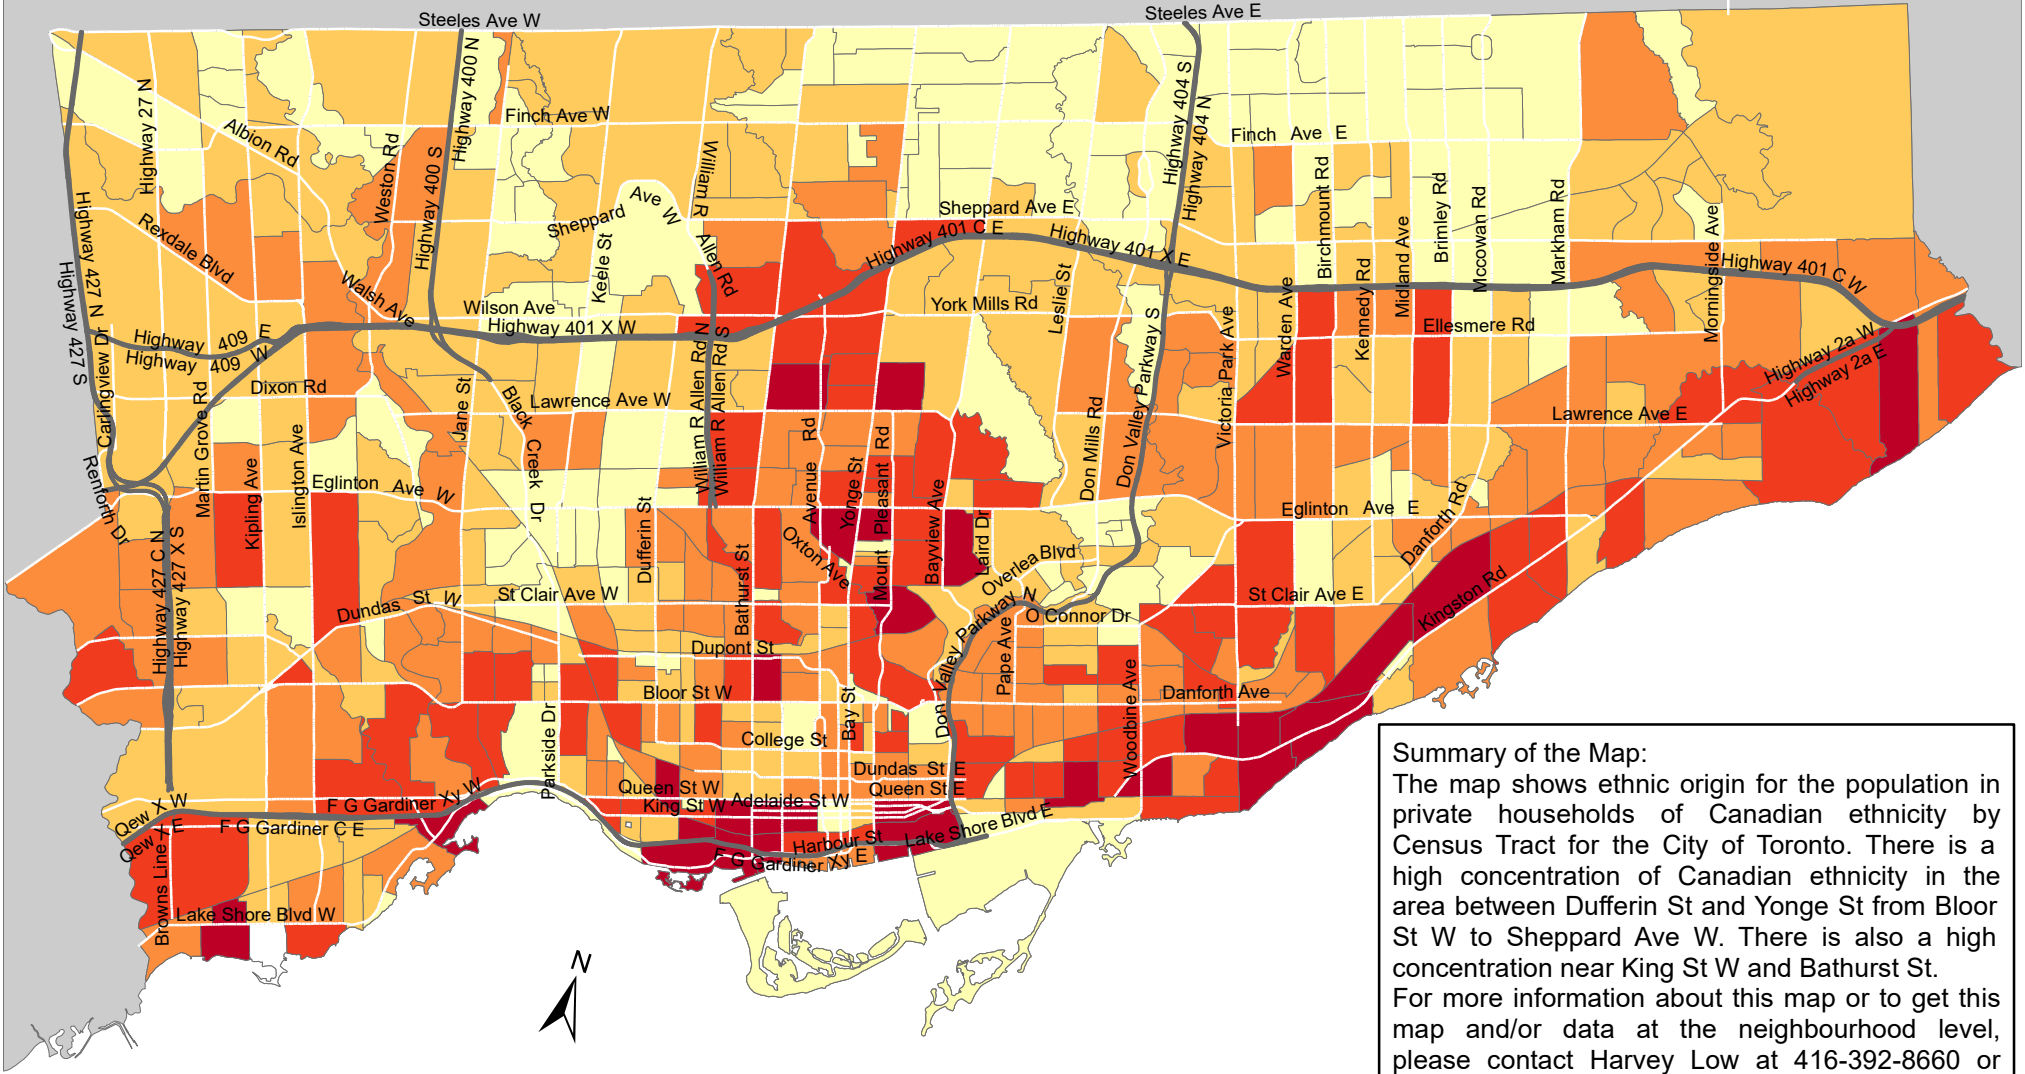 Steeles Ave W
Steeles Ave E
Highway 27 N
Albion Rd
Weston Rd
Highway 400 N
Highway 400 S
Finch Ave W
William R
Highway 404 S
Highway 404 N
Finch Ave E
Sheppard Ave W
Keele St
Allen Rd
Sheppard Ave E
Highway 401 C E
Highway 401 X E
Birchmount Rd
Midland Ave
Brimley Rd
Mccowan Rd
Markham Rd
Morningside Ave
Highway 401 C W
Highway 427 N
Highway 427 N
Rexdale Blvd
Walsh Ave
Wilson Ave
Highway 401 X W
York Mills Rd
Leslie St
Warden Ave
Kennedy Rd
Ellesmere Rd
Highway 427 S
Carlingview Dr
Highway 409 E
Highway 409 W
Dixon Rd
Martin Grove Rd
Jane St
Black Creek Dr
Lawrence Ave W
William R Allen Rd N
William R Allen Rd S
Avenue Rd
Yonge St
Mount Pleasant Rd
Bayview Ave
Don Mills Rd
Don Valley Parkway S
Victoria Park Ave
Lawrence Ave E
Highway 2a W
Highway 2a E
Renforth Dr
Kipling Ave
Islington Ave
Eglinton Ave W
Dufferin St
Bathurst St
Oxton Ave
Laird Dr
Overlea Blvd
Eglinton Ave E
Danforth Rd
Highway 427 C N
Highway 427 X S
Dundas St W
St Clair Ave W
Don Valley Parkway N
O Connor Dr
St Clair Ave E
Kingston Rd
Dupont St
Pape Ave
Woodbine Ave
Bloor St W
Bay St
Danforth Ave
Parkside Dr
College St
Dundas St E
Queen St W
Queen St E
King St W
Adelaide St W
Harbour St
Lake Shore Blvd E
Qew X W
Qew X E
F G Gardiner Xy W
F G Gardiner C E
F G Gardiner Xy E
Browns Line
Lake Shore Blvd W
N
Summary of the Map:
The map shows ethnic origin for the population in
private households of Canadian ethnicity by
Census Tract for the City of Toronto. There is a
high concentration of Canadian ethnicity in the
area between Dufferin St and Yonge St from Bloor
St W to Sheppard Ave W. There is also a high
concentration near King St W and Bathurst St.
For more information about this map or to get this
map and/or data at the neighbourhood level,
please contact Harvey Low at 416-392-8660 or